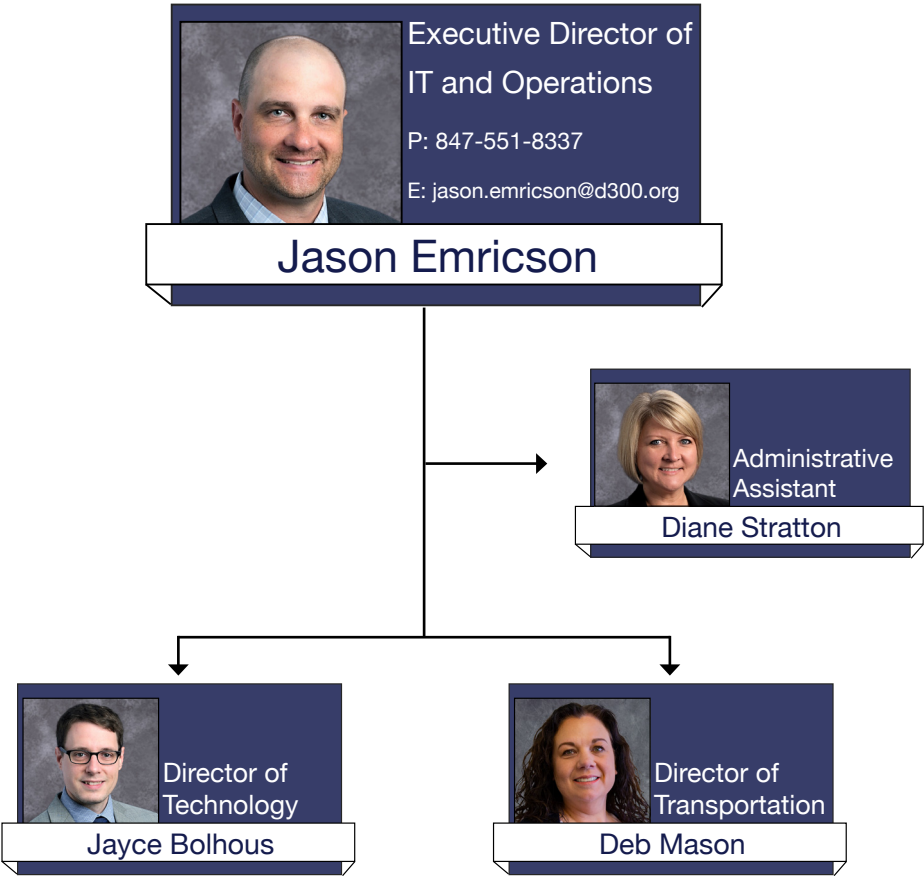 Executive Director of
IT and Operations
P: 847-551-8337
E: jason.emricson@d300.org
Jason Emricson
Administrative
Assistant
Diane Stratton
Director of
Technology
Jayce Bolhous
Director of
Transportation
Deb Mason